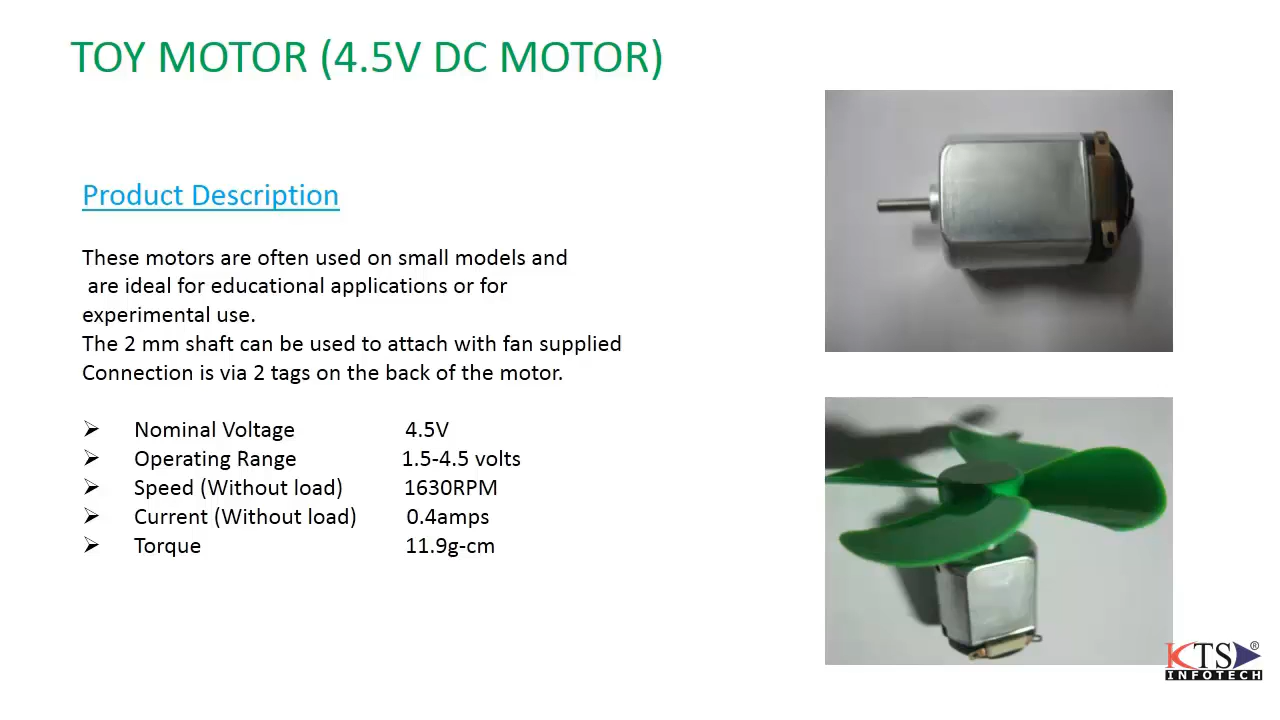 TOY MOTOR (4.5V DC MOTOR)
Product Description
These motors are often used on small models and
are ideal for educational applications or for
experimental use.
The 2 mm shaft can be used to attach with fan supplied
Connection is via 2 tags on the back of the motor.
Nominal Voltage 4.5V
Operating Range 1.5-4.5 volts
Speed (Without load) 1630RPM
Current (Without load) 0.4amps
Torque 11.9g-cm
KTS®
INFOTECH